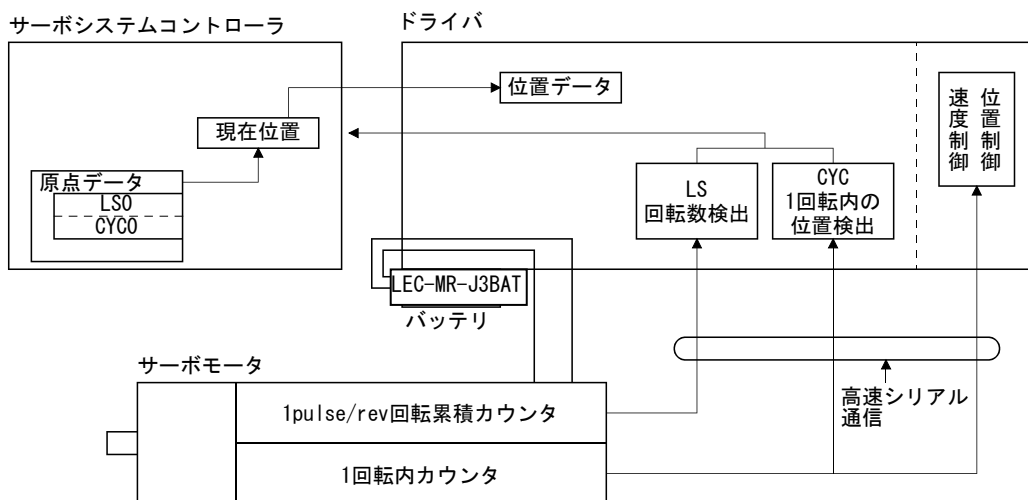 サーボシステムコントローラ
ドライバ
位置データ
現在位置
位置制御
速度制御
原点データ
LS0
CYC0
LS
回転数検出
CYC
1回転内の
位置検出
LEC-MR-J3BAT
バッテリ
サーボモータ
高速シリアル
通信
1pulse/rev回転累積カウンタ
1回転内カウンタ